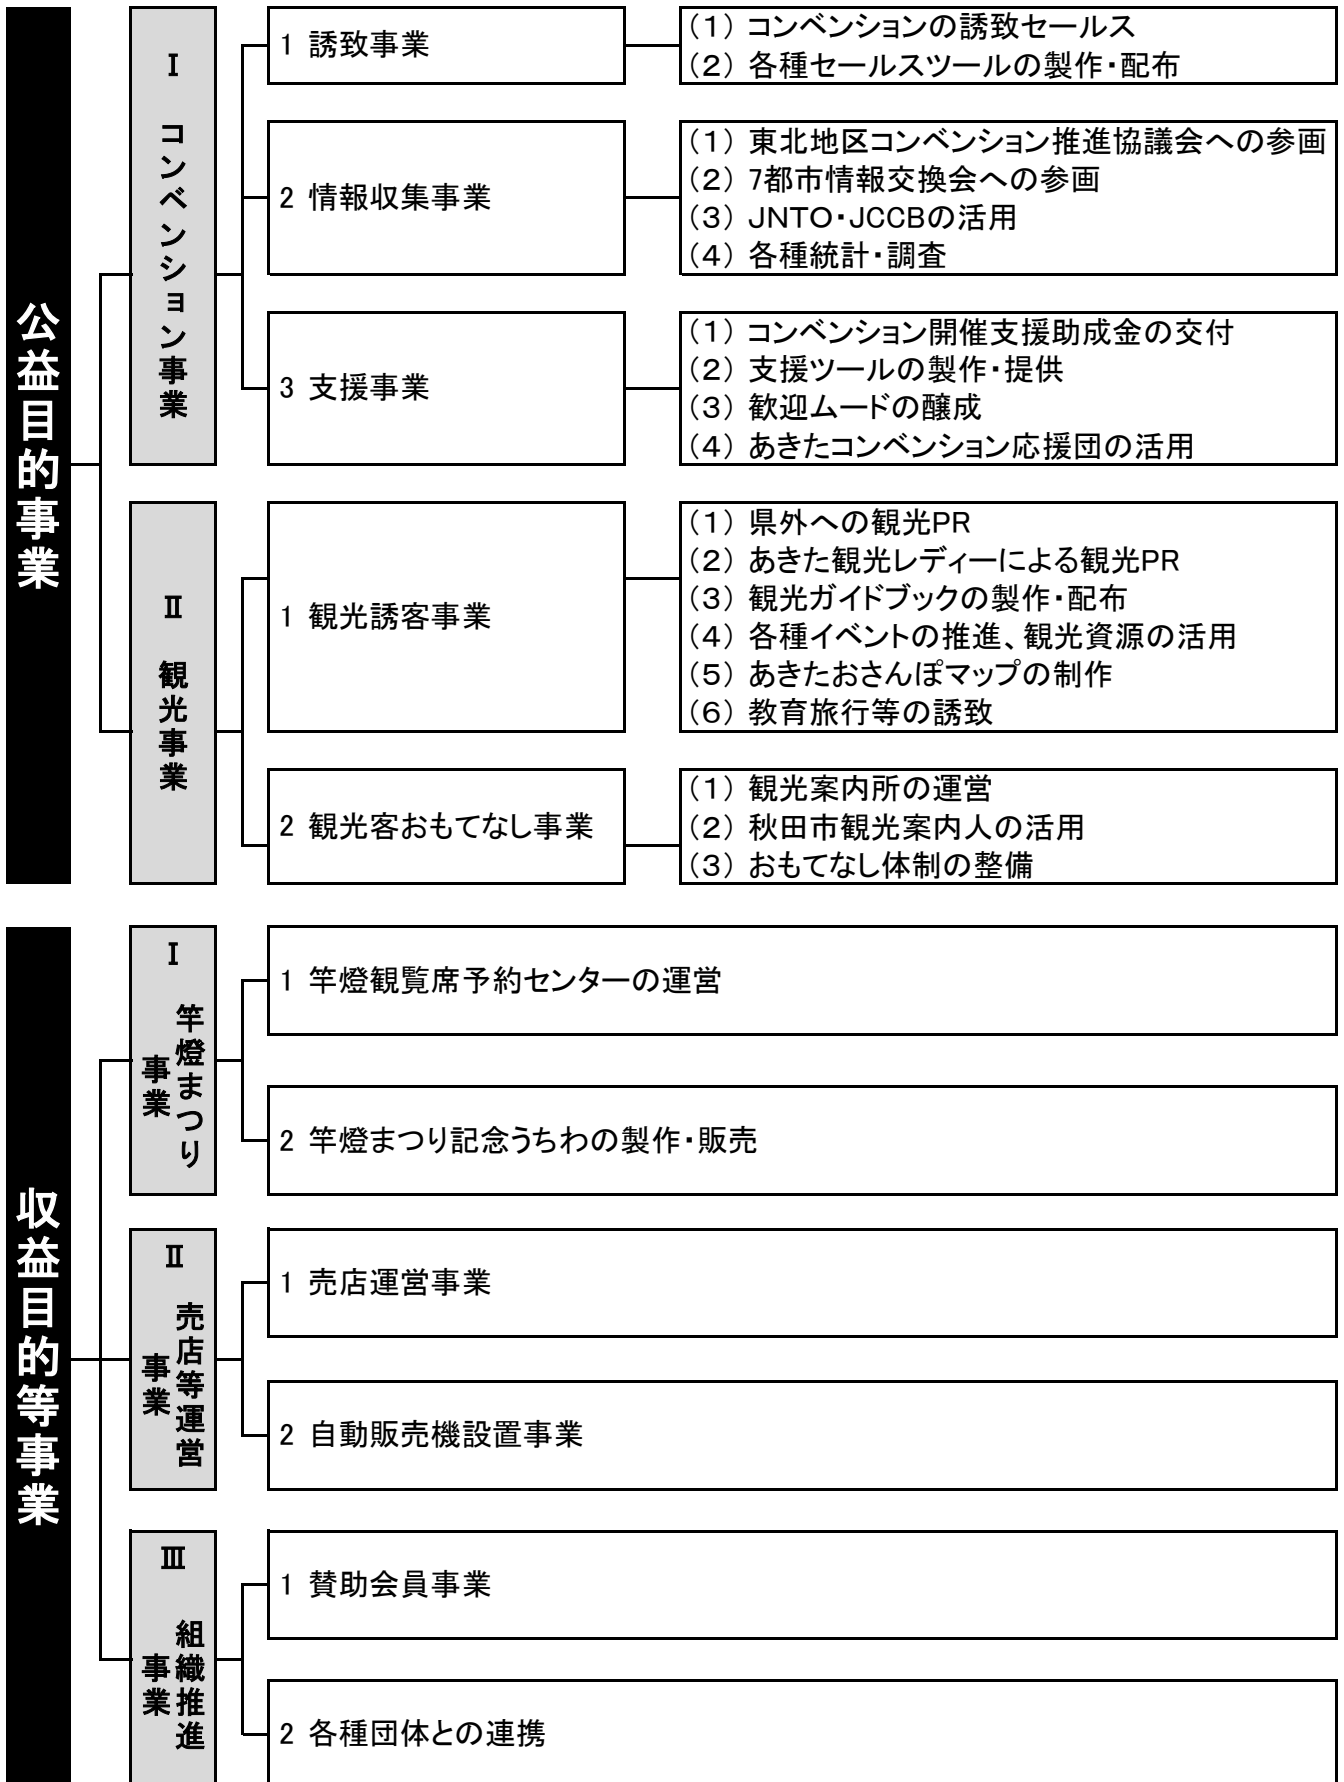 公益目的事業
Ⅰ コンベンション事業
1 誘致事業
(1) コンベンションの誘致セールス
(2) 各種セールスツールの製作・配布
2 情報収集事業
(1) 東北地区コンベンション推進協議会への参画
(2) 7都市情報交換会への参画
(3) JNTO・JCCBの活用
(4) 各種統計・調査
3 支援事業
(1) コンベンション開催支援助成金の交付
(2) 支援ツールの製作・提供
(3) 歓迎ムードの醸成
(4) あきたコンベンション応援団の活用
Ⅱ 観光事業
1 観光誘客事業
(1) 県外への観光PR
(2) あきた観光レディーによる観光PR
(3) 観光ガイドブックの製作・配布
(4) 各種イベントの推進、観光資源の活用
(5) あきたおさんぽマップの制作
(6) 教育旅行等の誘致
2 観光客おもてなし事業
(1) 観光案内所の運営
(2) 秋田市観光案内人の活用
(3) おもてなし体制の整備
収益目的等事業
Ⅰ
竿燈まつり
事業
1 竿燈観覧席予約センターの運営
2 竿燈まつり記念うちわの製作・販売
Ⅱ
売店等運営
事業
1 売店運営事業
2 自動販売機設置事業
Ⅲ
組織推進
事業
1 賛助会員事業
2 各種団体との連携